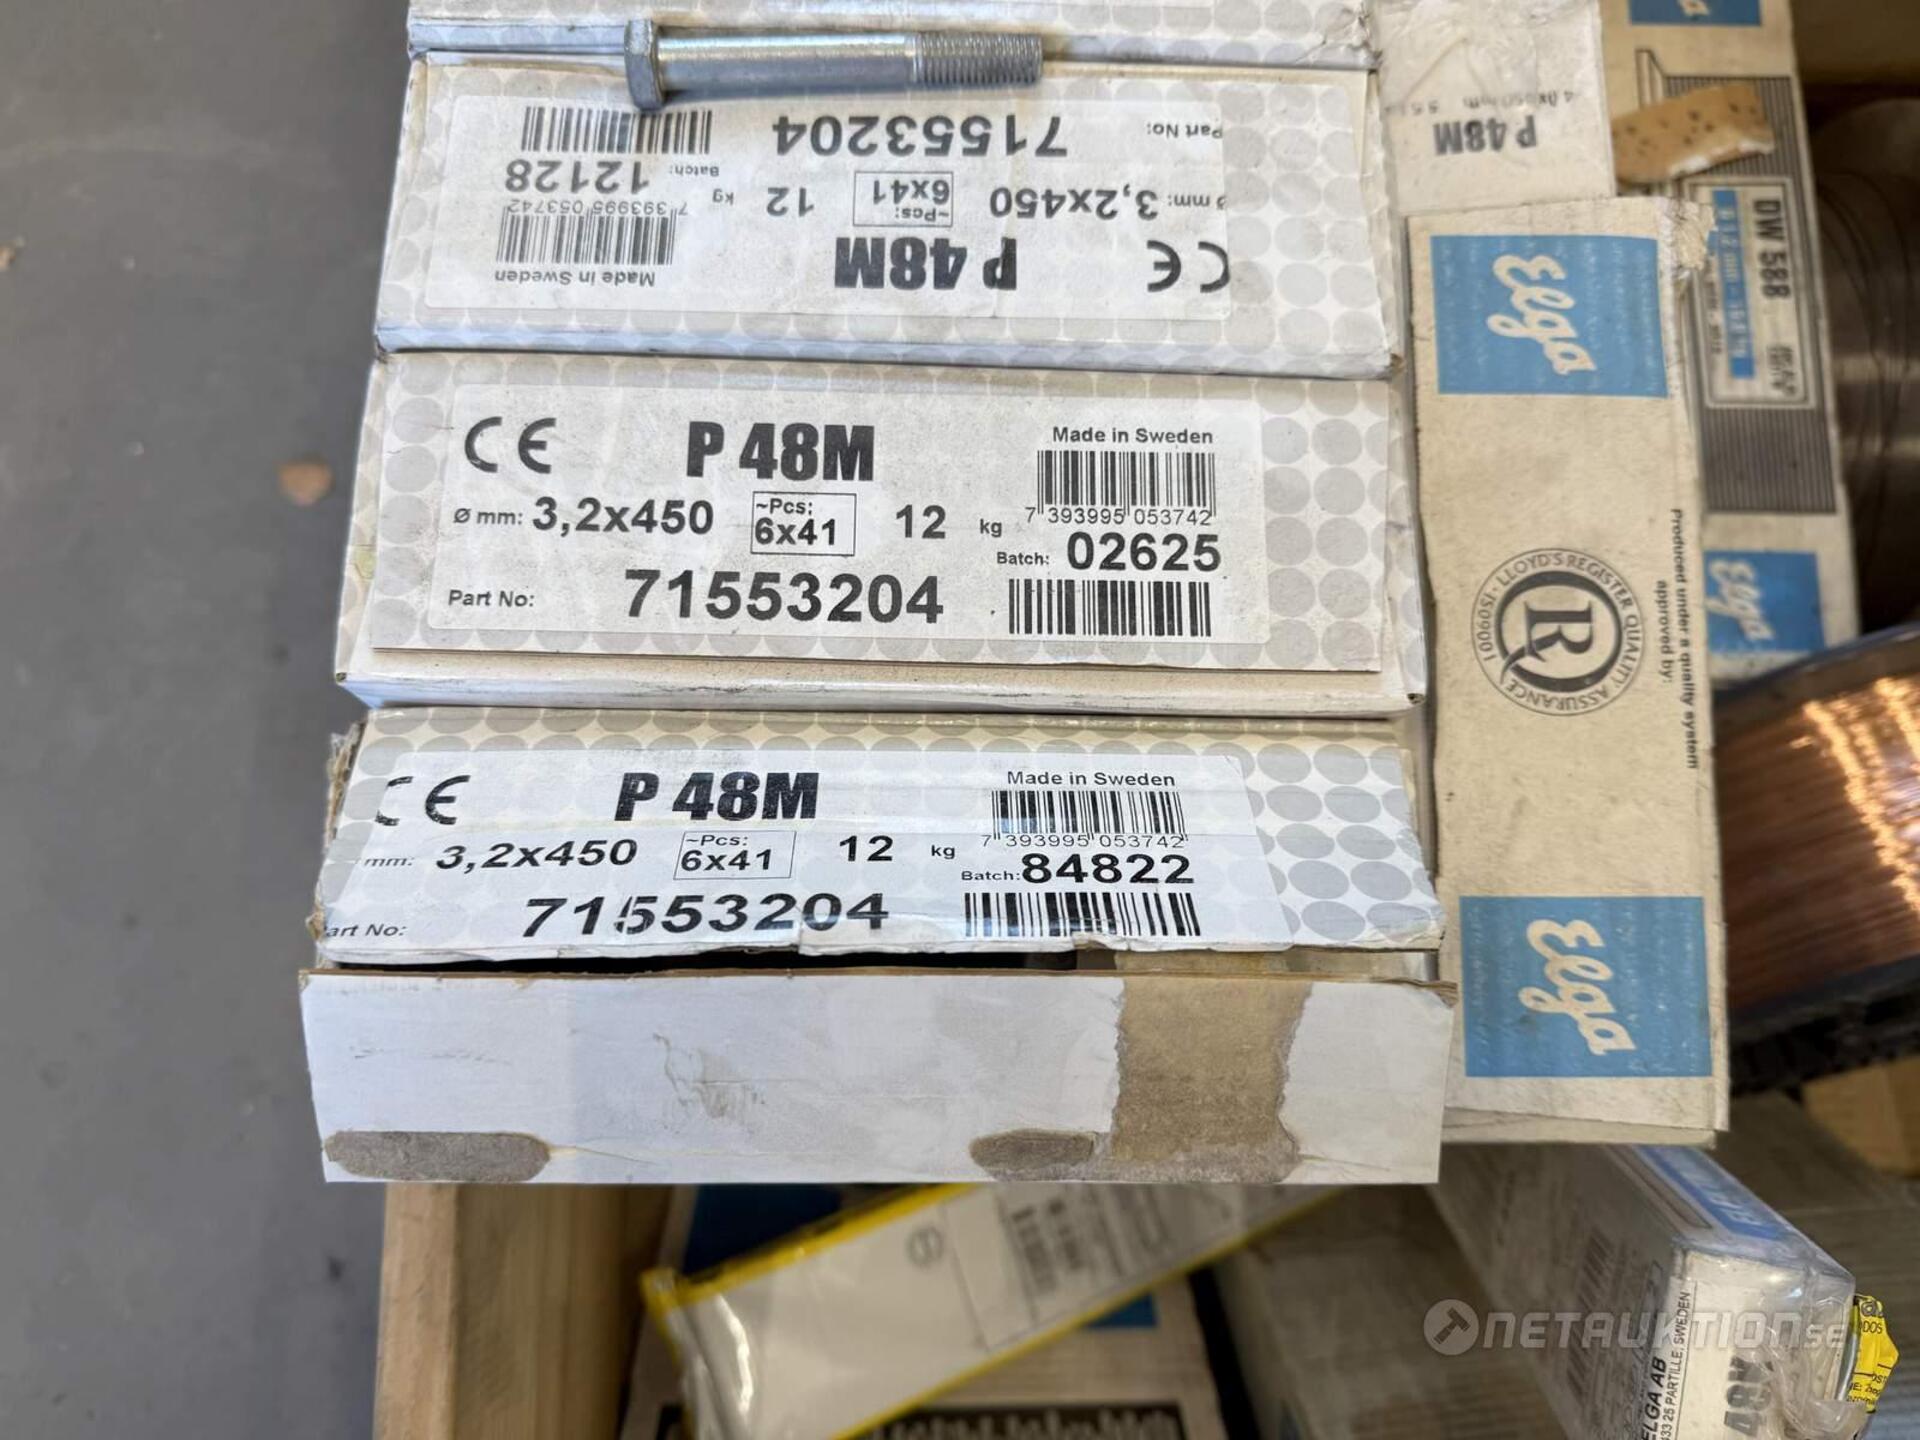 Part No: 71553204
Batch: 12128
Ø mm: 3,2x450 ~Pcs: 6x41 12 kg
7 393995 053742
CE P 48M
Made in Sweden
CE P 48M
Made in Sweden
Ø mm: 3,2x450 ~Pcs: 6x41 12 kg
7 393995 053742
Batch: 02625
Part No: 71553204
CE P 48M
Made in Sweden
mm: 3,2x450 ~Pcs: 6x41 12 kg
7 393995 053742
Batch: 84822
art No: 71553204
P 48M
DW 588
Elga
Elga
LLOYD'S REGISTER QUALITY ASSURANCE · ISO9001
R
Produced under a quality system
approved by:
Elga
ELGA AB
433 25 PARTILLE, SWEDEN
NETAUKTION.SE